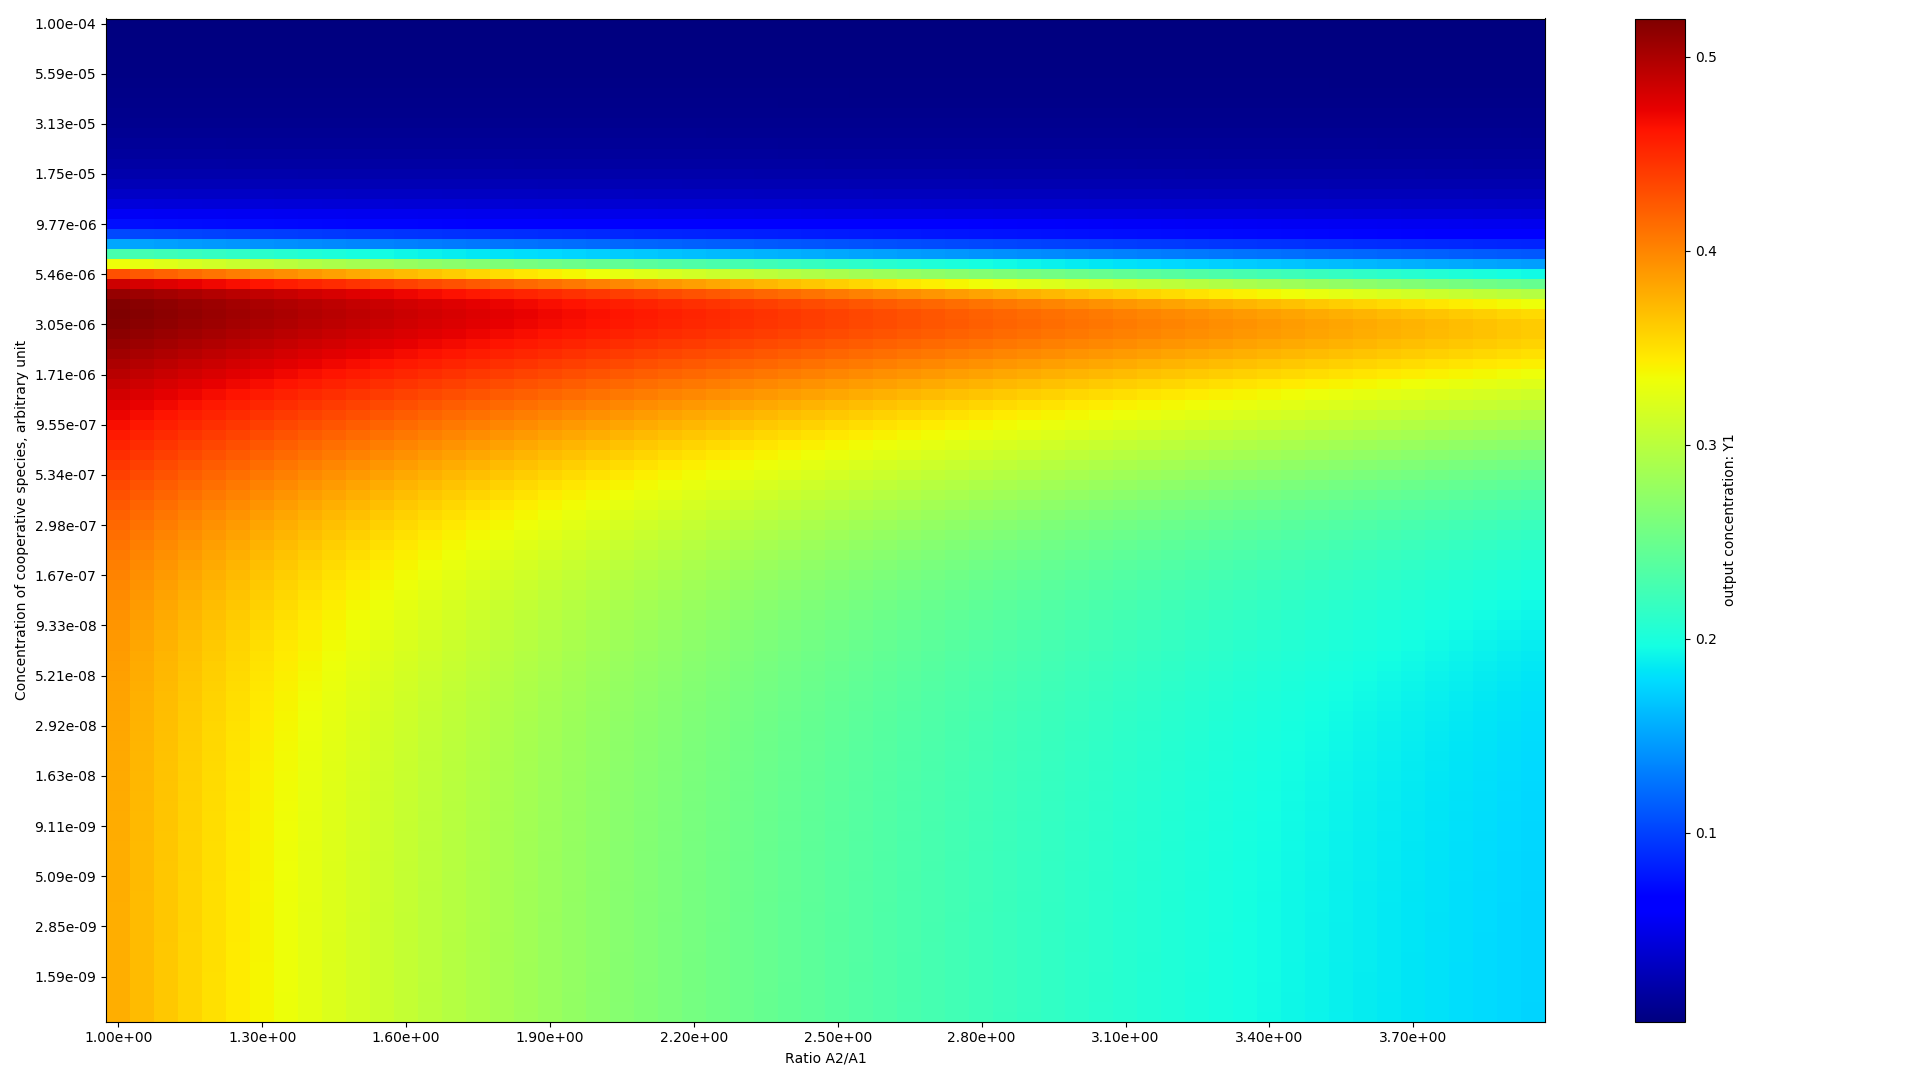 1.00e-04
5.59e-05
3.13e-05
1.75e-05
9.77e-06
5.46e-06
3.05e-06
1.71e-06
9.55e-07
5.34e-07
2.98e-07
1.67e-07
9.33e-08
5.21e-08
2.92e-08
1.63e-08
9.11e-09
5.09e-09
2.85e-09
1.59e-09
Concentration of cooperative species, arbitrary unit
1.00e+00 1.30e+00 1.60e+00 1.90e+00 2.20e+00 2.50e+00 2.80e+00 3.10e+00 3.40e+00 3.70e+00
Ratio A2/A1
0.5
0.4
0.3
0.2
0.1
output concentration: Y1